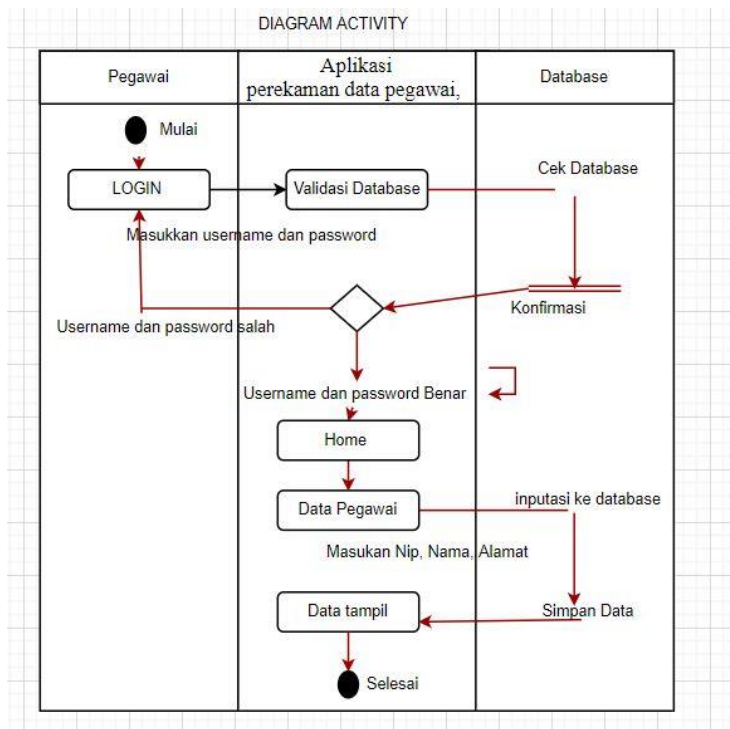 DIAGRAM ACTIVITY
Pegawai
Aplikasi
perekaman data pegawai,
Database
Mulai
LOGIN
Validasi Database
Cek Database
Masukkan username dan password
Konfirmasi
Username dan password salah
Username dan password Benar
Home
Data Pegawai
inputasi ke database
Masukan Nip, Nama, Alamat
Data tampil
Simpan Data
Selesai